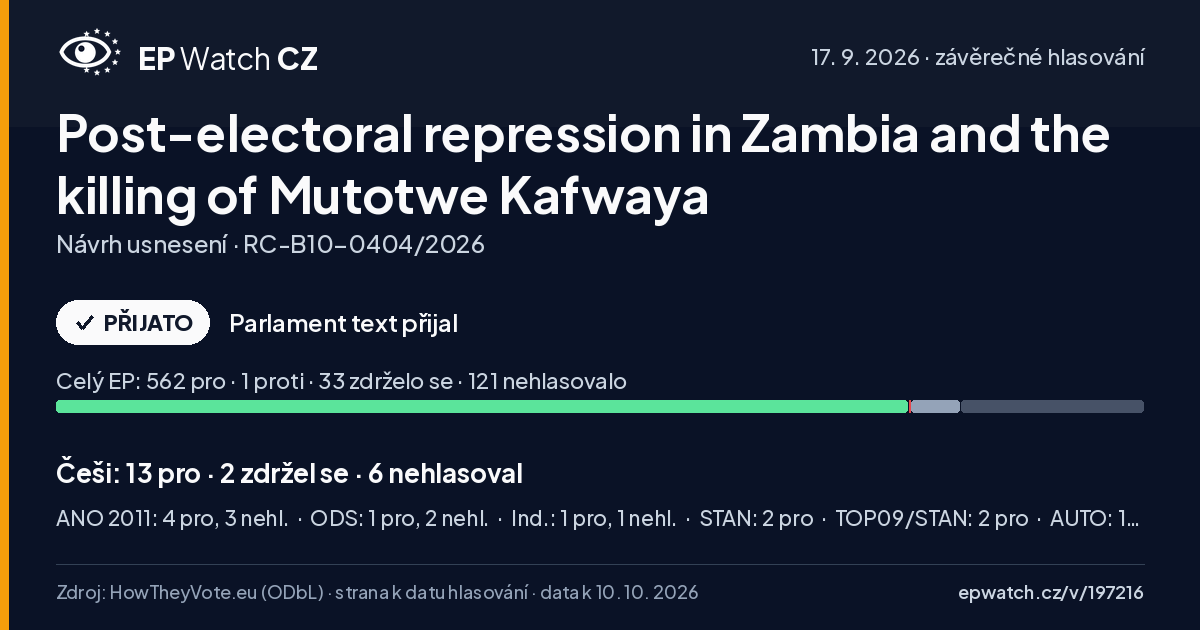 EP Watch CZ
17. 9. 2026 · závěrečné hlasování
Post-electoral repression in Zambia and the
killing of Mutotwe Kafwaya
Návrh usnesení · RC-B10-0404/2026
✓ PŘIJATO
Parlament text přijal
Celý EP: 562 pro · 1 proti · 33 zdrželo se · 121 nehlasovalo
Češi: 13 pro · 2 zdržel se · 6 nehlasoval
ANO 2011: 4 pro, 3 nehl. · ODS: 1 pro, 2 nehl. · Ind.: 1 pro, 1 nehl. · STAN: 2 pro · TOP09/STAN: 2 pro · AUTO: 1…
Zdroj: HowTheyVote.eu (ODbL) · strana k datu hlasování · data k 10. 10. 2026
epwatch.cz/v/197216